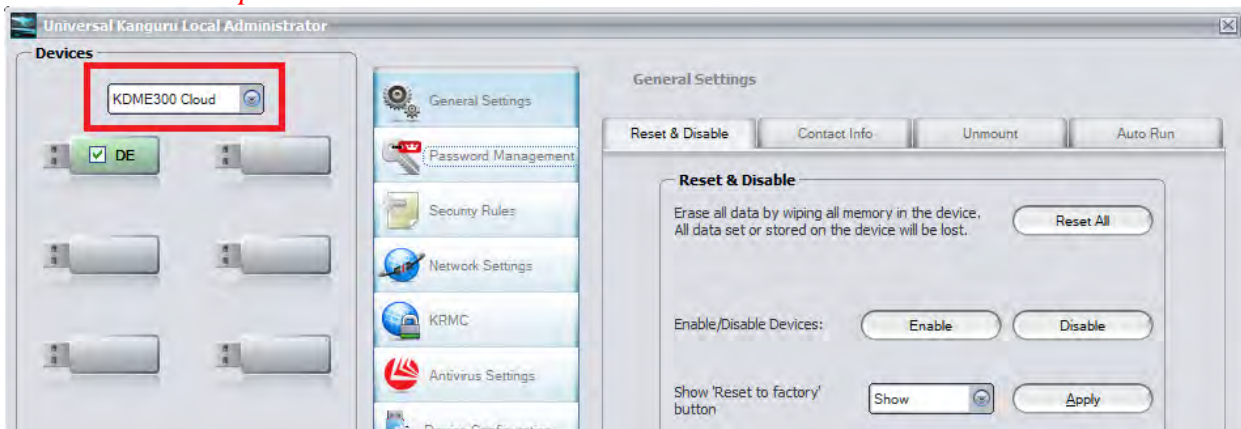 Universal Kanguru Local Administrator
Devices
KDME300 Cloud
DE
General Settings
Password Management
Security Rules
Network Settings
KRMC
Antivirus Settings
Device Configuration
General Settings
Reset & Disable
Contact Info
Unmount
Auto Run
Reset & Disable
Erase all data by wiping all memory in the device.
All data set or stored on the device will be lost.
Reset All
Enable/Disable Devices:
Enable
Disable
Show 'Reset to factory'
button
Show
Apply